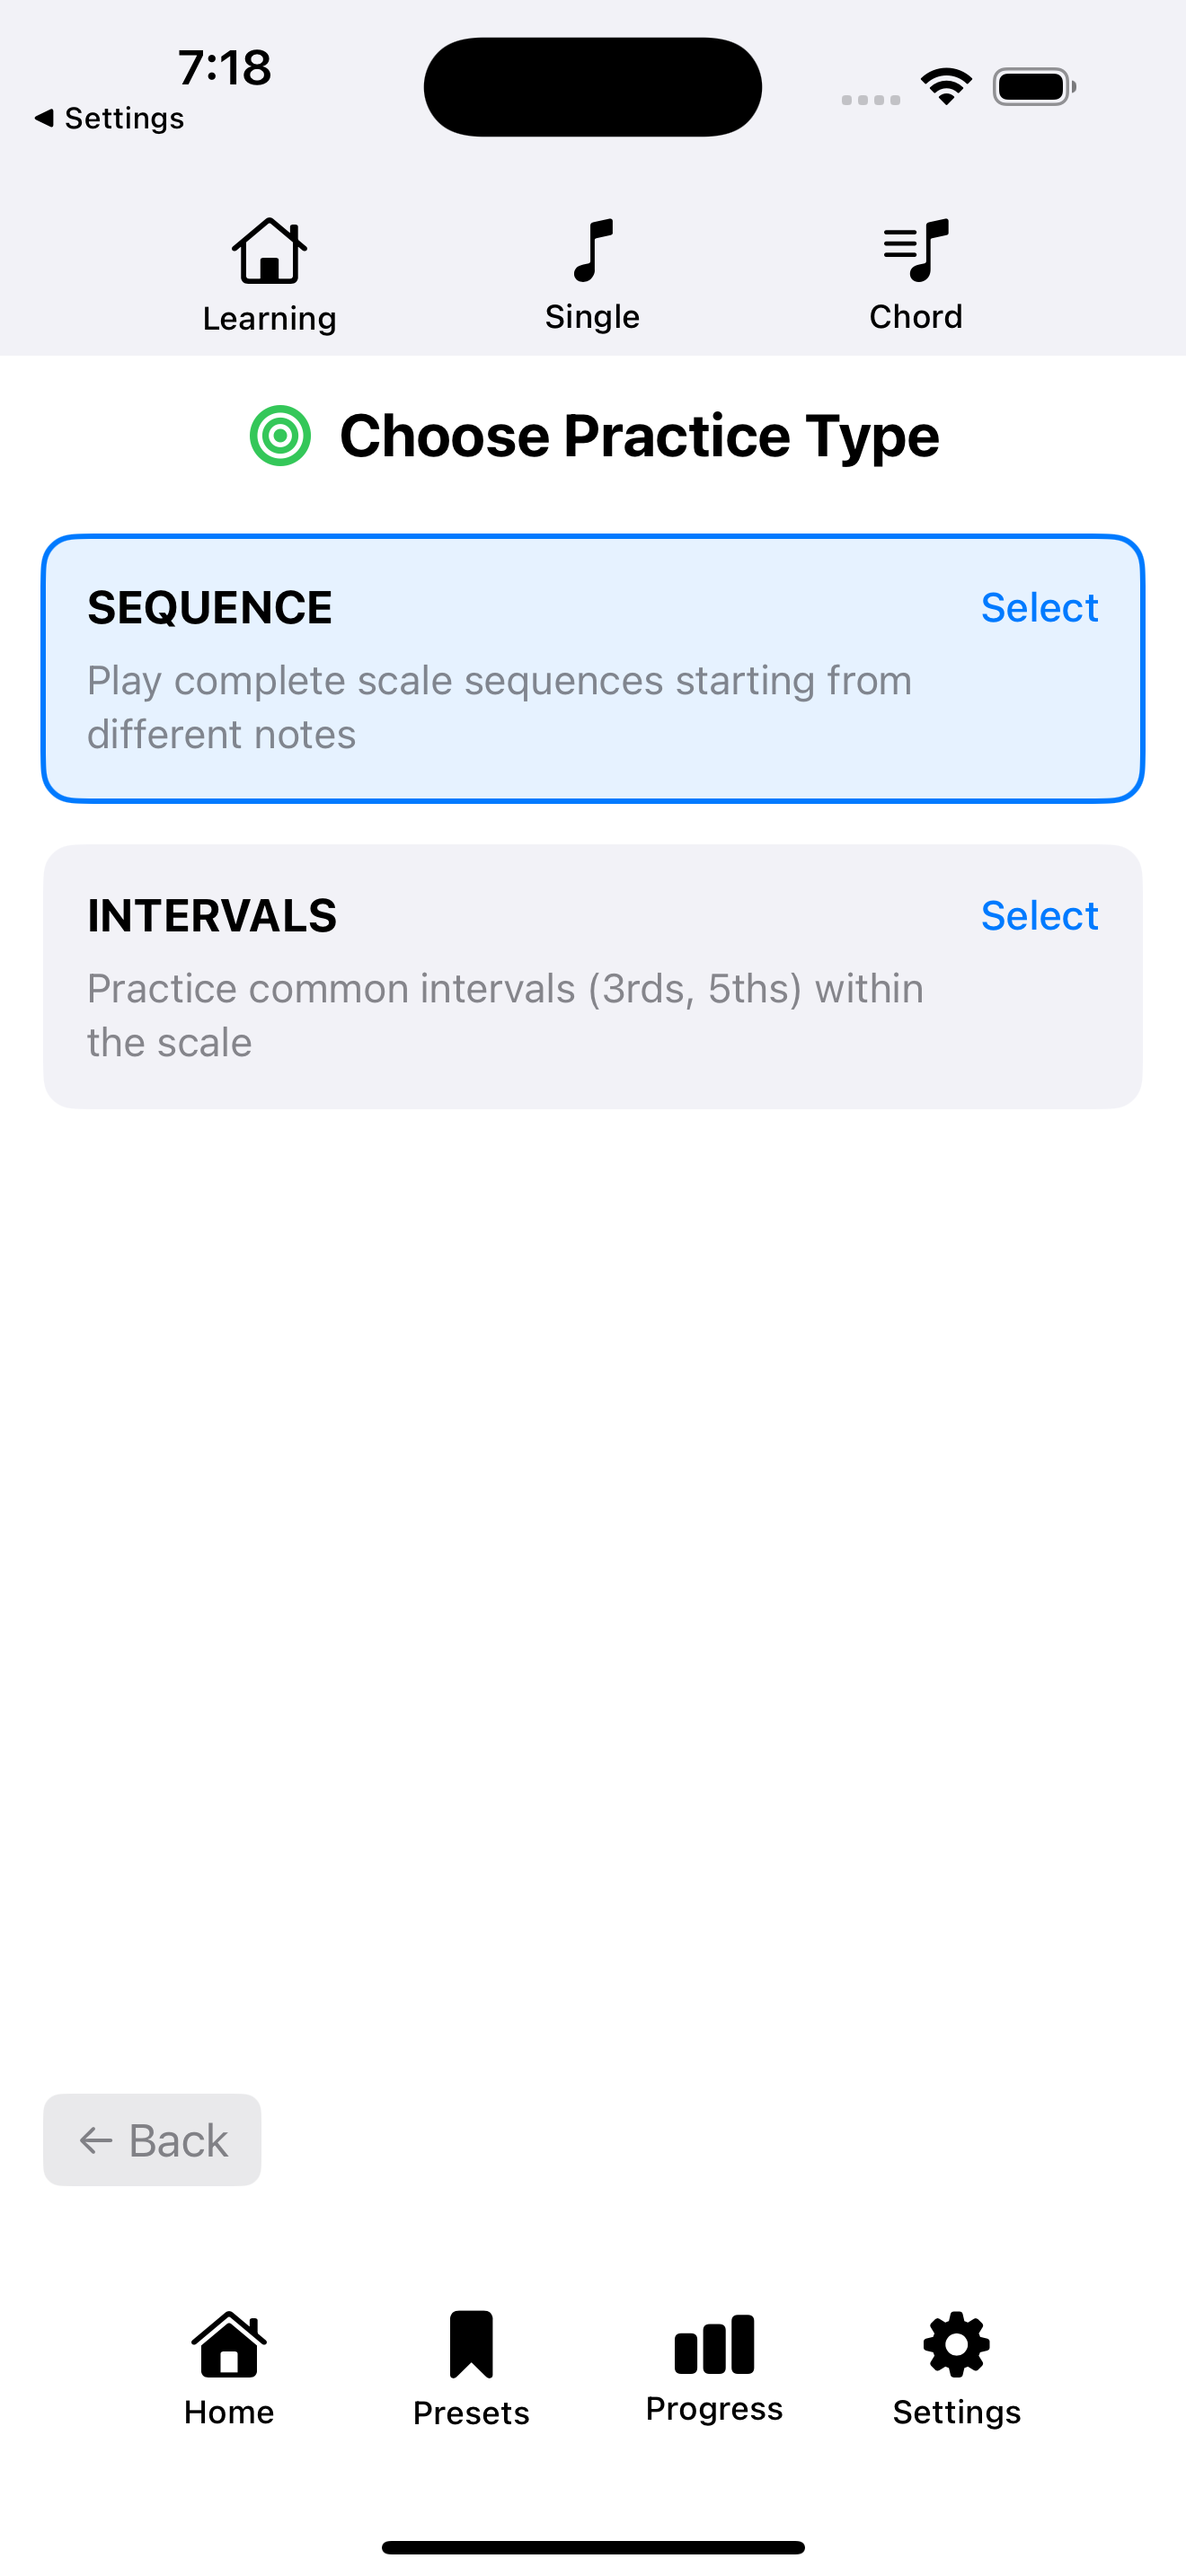 7:18
Settings
Learning
Single
Chord
Choose Practice Type
SEQUENCE
Select
Play complete scale sequences starting from
different notes
INTERVALS
Select
Practice common intervals (3rds, 5ths) within
the scale
← Back
Home
Presets
Progress
Settings